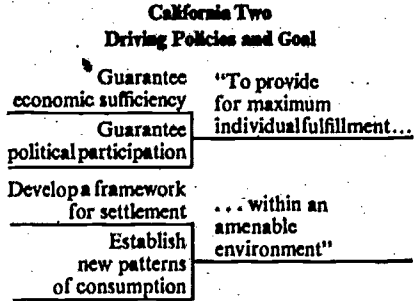 California Two
Driving Policies and Goal
Guarantee
economic sufficiency
Guarantee
political participation
"To provide
for maximum
individual fulfillment...
Develop a framework
for settlement
Establish
new patterns
of consumption
... within an
amenable
environment"